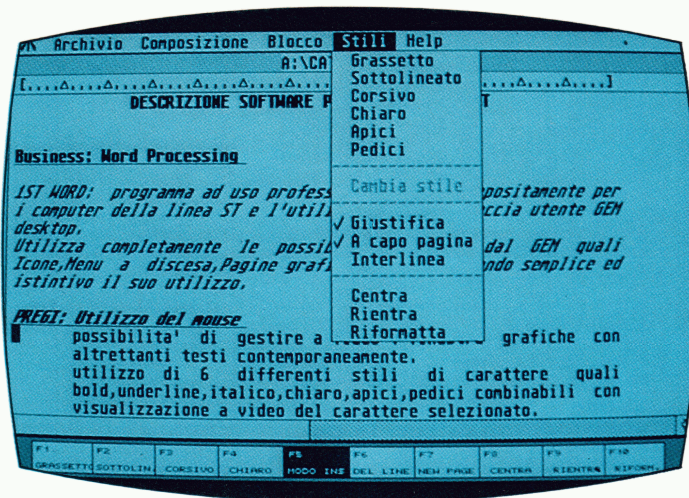 Archivio Composizione Blocco Stili Help
A:\CA
Grassetto
Sottolineato
Corsivo
Chiaro
Apici
Pedici
Cambia stile
✓ Giustifica
✓ A capo pagina
Interlinea
Centra
Rientra
Riformatta
DESCRIZIONE SOFTWARE P T
Business: Word Processing
1ST WORD: programma ad uso profess positamente per
i computer della linea ST e l'utili ccia utente GEM
desktop.
Utilizza completamente le possib dal GEM quali
Icone,Menu a discesa,Pagine grafi ndo semplice ed
istintivo il suo utilizzo.
PREGI: Utilizzo del mouse
possibilita' di gestire a grafiche con
altrettanti testi contemporaneamente.
utilizzo di 6 differenti stili di carattere quali
bold,underline,italico,chiaro,apici,pedici combinabili con
visualizzazione a video del carattere selezionato.
F1 F2 F3 F4 F5 F6 F7 F8 F9 F10
GRASSETTO SOTTOLIN. CORSIVO CHIARO MODO INS DEL LINE NEW PAGE CENTRA RIENTRA RIFORM.